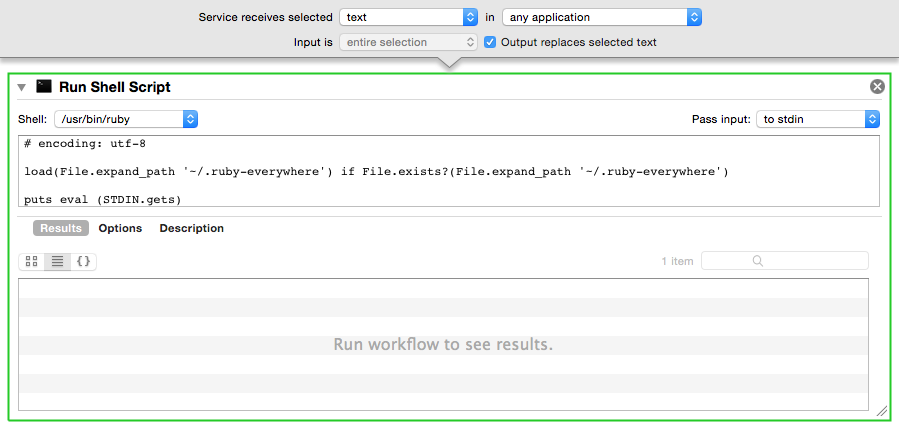 Service receives selected text in any application
Input is entire selection Output replaces selected text
Run Shell Script
Shell: /usr/bin/ruby Pass input: to stdin
# encoding: utf-8
load(File.expand_path '~/.ruby-everywhere') if File.exists?(File.expand_path '~/.ruby-everywhere')
puts eval (STDIN.gets)
Results Options Description
{} 1 item
Run workflow to see results.